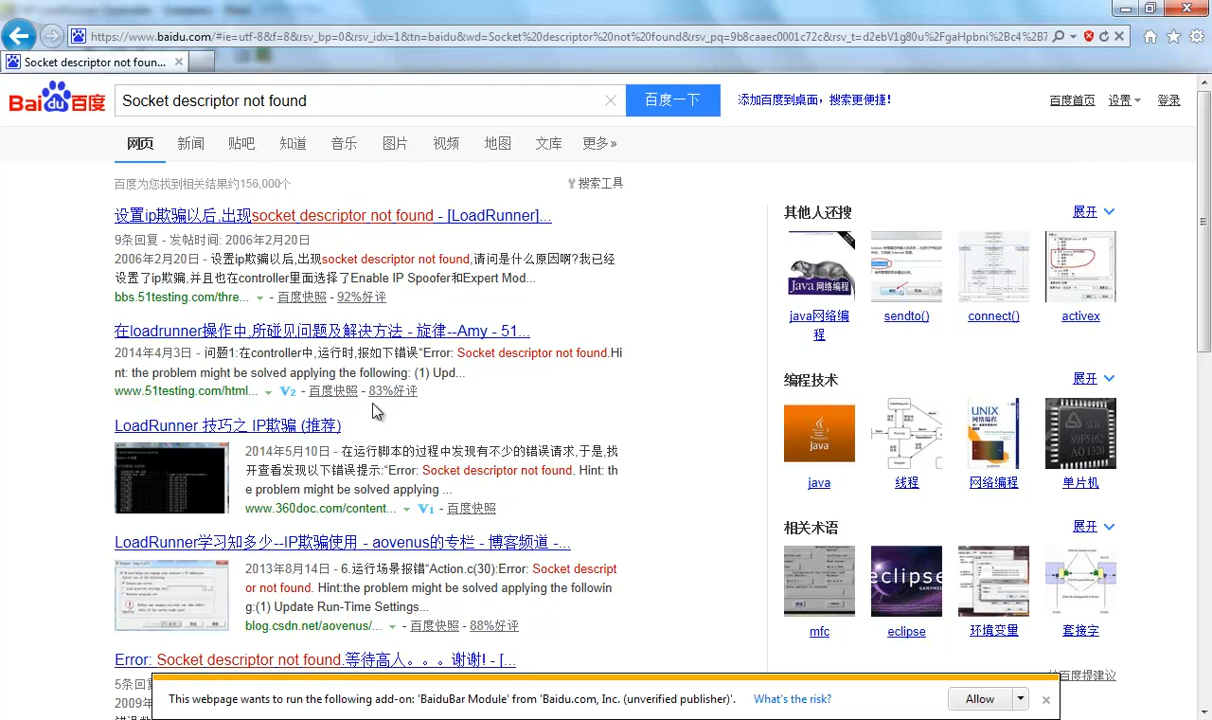 https://www.baidu.com/#ie=utf-8&f=8&rsv_bp=0&rsv_idx=1&tn=baidu&wd=Socket%20descriptor%20not%20found&rsv_pq=9b8caaec0001c72c&rsv_t=d2ebV1g80u%2FgaHpbni%2Bc4%2B7
Socket descriptor not foun...
Bai百度
Socket descriptor not found
百度一下
添加百度到桌面，搜索更便捷！
百度首页 设置 登录
网页 新闻 贴吧 知道 音乐 图片 视频 地图 文库 更多»
百度为您找到相关结果约156,000个
搜索工具
设置ip欺骗以后,出现socket descriptor not found - [LoadRunner]...
9条回复 - 发帖时间: 2006年2月20日
2006年2月20日 - 设置ip欺骗以后,出现socket descriptor not found,请问是什么原因啊?我已经
设置了ip欺骗,并且也在controller里面选择了Enable IP Spoofer和Expert Mod...
bbs.51testing.com/thre... - 百度快照 - 92%好评
在loadrunner操作中,所碰见问题及解决方法 - 旋律--Amy - 51...
2014年4月3日 - 问题1:在controller中,运行时,报如下错误"Error: Socket descriptor not found.Hi
nt: the problem might be solved applying the following: (1) Upd...
www.51testing.com/html... V2 - 百度快照 - 83%好评
LoadRunner 技巧之 IP欺骗 (推荐)
2014年5月10日 - 在运行脚本的过程中发现有不少的错误请求,于是,找
开查看发现以下错误提示:"Error: Socket descriptor not found. Hint: th
e problem might be solved applying ...
www.360doc.com/content... V1 - 百度快照
LoadRunner学习知多少--IP欺骗使用 - aovenus的专栏 - 博客频道 -...
2013年8月14日 - 6.运行场景报错"Action.c(30):Error: Socket descript
or not found. Hint:the problem might be solved applying the followin
g:(1) Update Run-Time Settings...
blog.csdn.net/aovenus/... - 百度快照 - 88%好评
Error: Socket descriptor not found.等待高人。。。谢谢! - [...
5条
2009
其他人还搜
展开
Java 网络编程
java网络编
程
sendto()
connect()
activex
编程技术
展开
Java
UNIX
网络编程
89P5162
AO1320
java
线程
网络编程
单片机
相关术语
展开
eclipse
mfc
eclipse
环境变量
套接字
百度提建议
This webpage wants to run the following add-on: 'BaiduBar Module' from 'Baidu.com, Inc. (unverified publisher)'.
What's the risk?
Allow